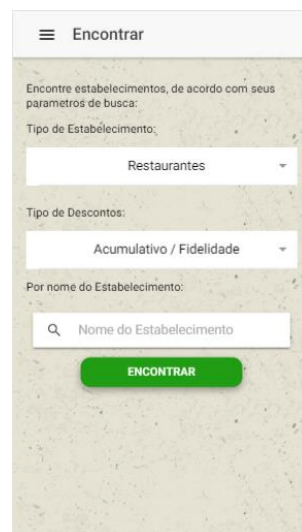 Encontrar
Encontre estabelecimentos, de acordo com seus
parametros de busca:
Tipo de Estabelecimento:
Restaurantes
Tipo de Descontos:
Acumulativo / Fidelidade
Por nome do Estabelecimento:
Nome do Estabelecimento
ENCONTRAR